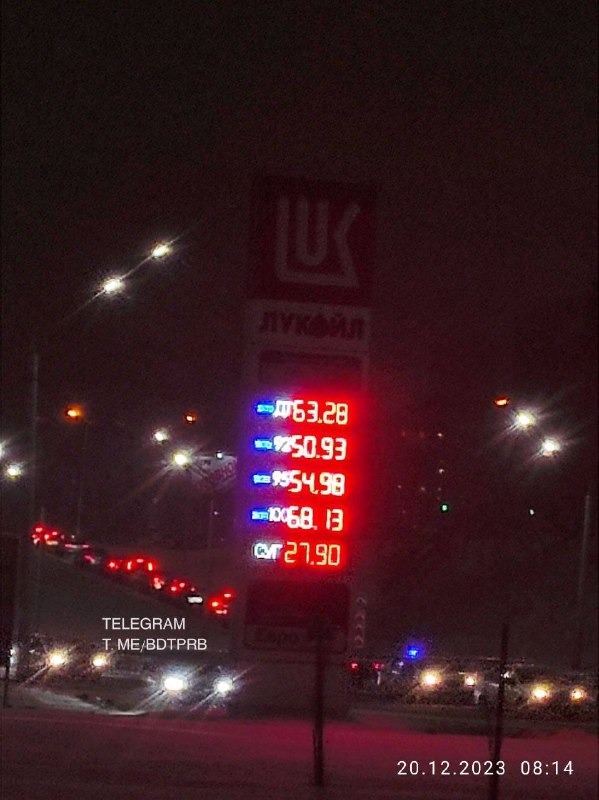 LUK
ЛУКОЙЛ
ДТ 63.28
92 50.93
95 54.98
100 68.13
СУГ 27.90
TELEGRAM
T.ME/BDTPRB
20.12.2023 08:14